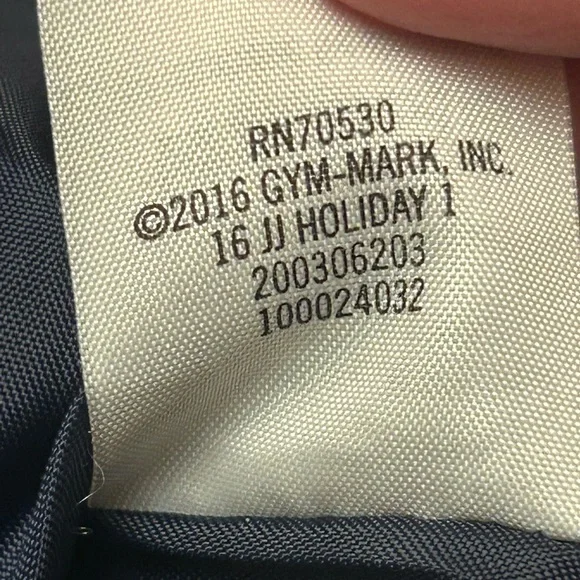 RN70530
©2016 GYM-MARK, INC.
16 JJ HOLIDAY 1
200306203
100024032